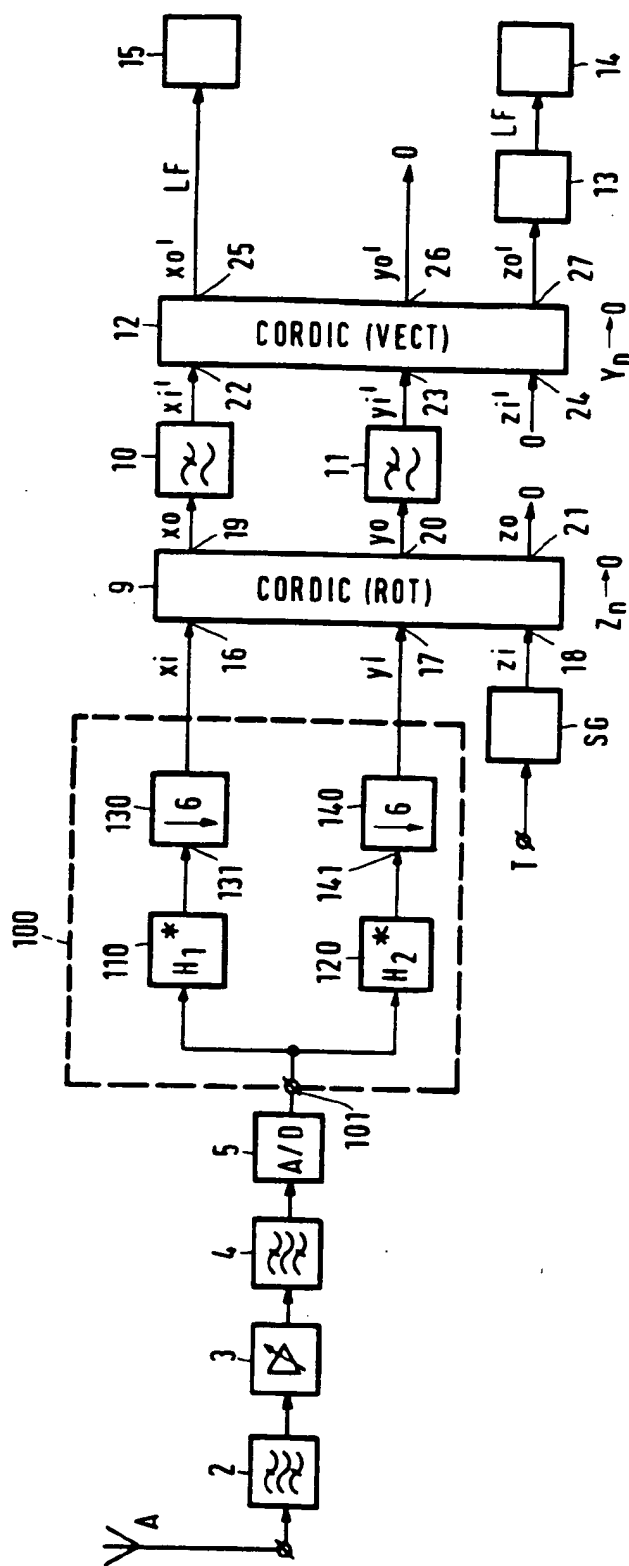 A
2
3
4
5
A/D
101
100
110
H1*
131
130
↓6
120
H2*
141
140
↓6
T
SG
xi
16
yi
17
zi
18
9
CORDIC (ROT)
Zn→0
xo
19
yo
20
zo
21
0
10
11
xi'
22
yi'
23
0
zi'
24
12
CORDIC (VECT)
Yn→0
xo'
25
yo'
26
zo'
27
LF
0
13
LF
15
14